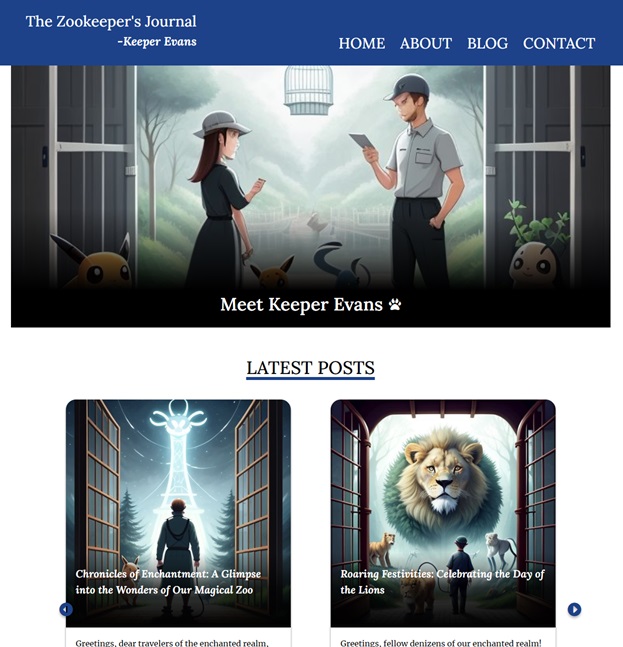 The Zookeeper's Journal
-Keeper Evans
HOME ABOUT BLOG CONTACT
Meet Keeper Evans
LATEST POSTS
Chronicles of Enchantment: A Glimpse
into the Wonders of Our Magical Zoo
Greetings, dear travelers of the enchanted realm,
Roaring Festivities: Celebrating the Day of
the Lions
Greetings, fellow denizens of our enchanted realm!